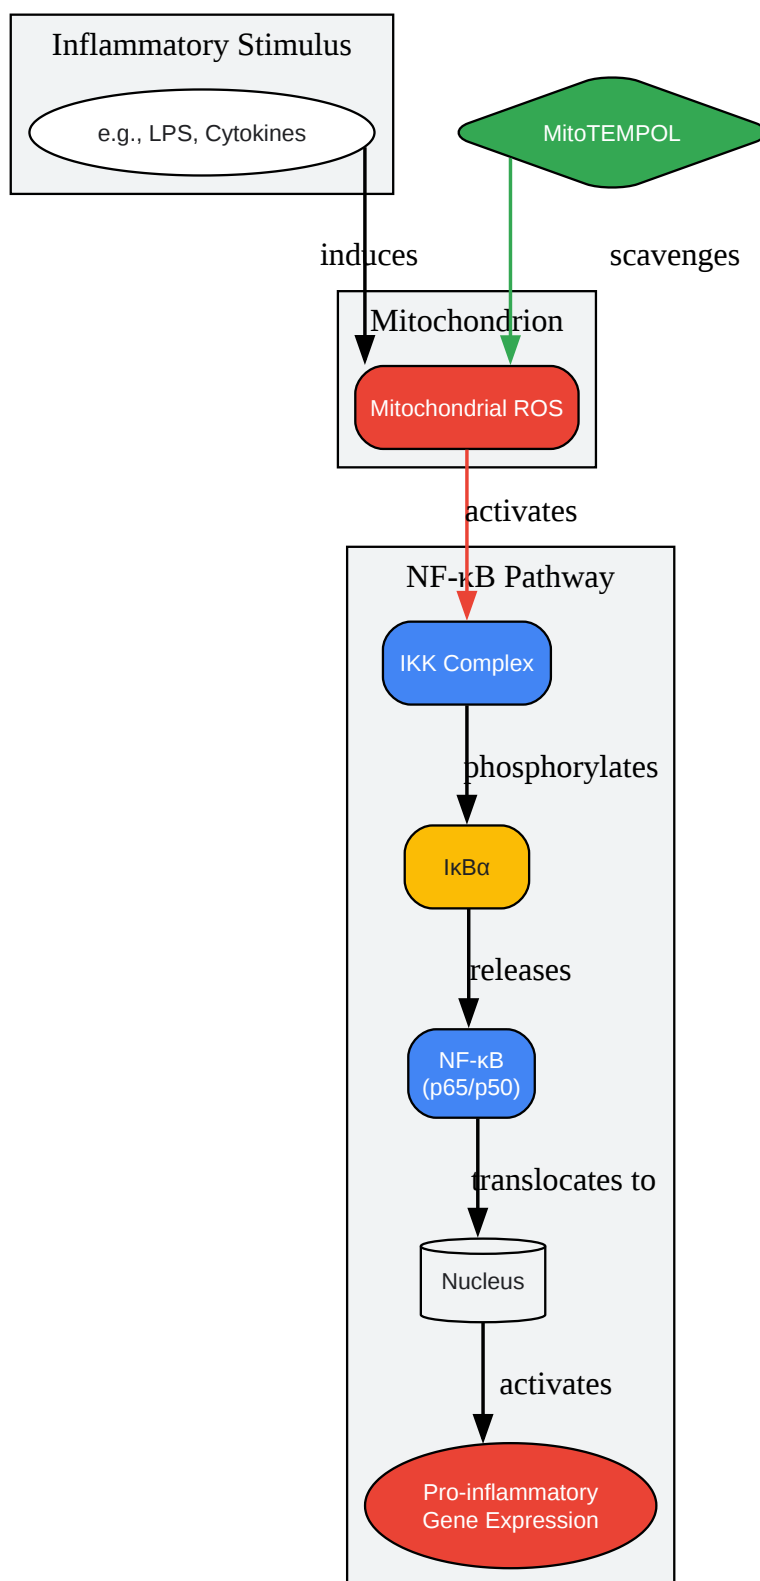 Inflammatory Stimulus
e.g., LPS, Cytokines
MitoTEMPOL
induces
scavenges
Mitochondrion
Mitochondrial ROS
activates
NF-κB Pathway
IKK Complex
phosphorylates
IκBα
releases
NF-κB
(p65/p50)
translocates to
Nucleus
activates
Pro-inflammatory
Gene Expression